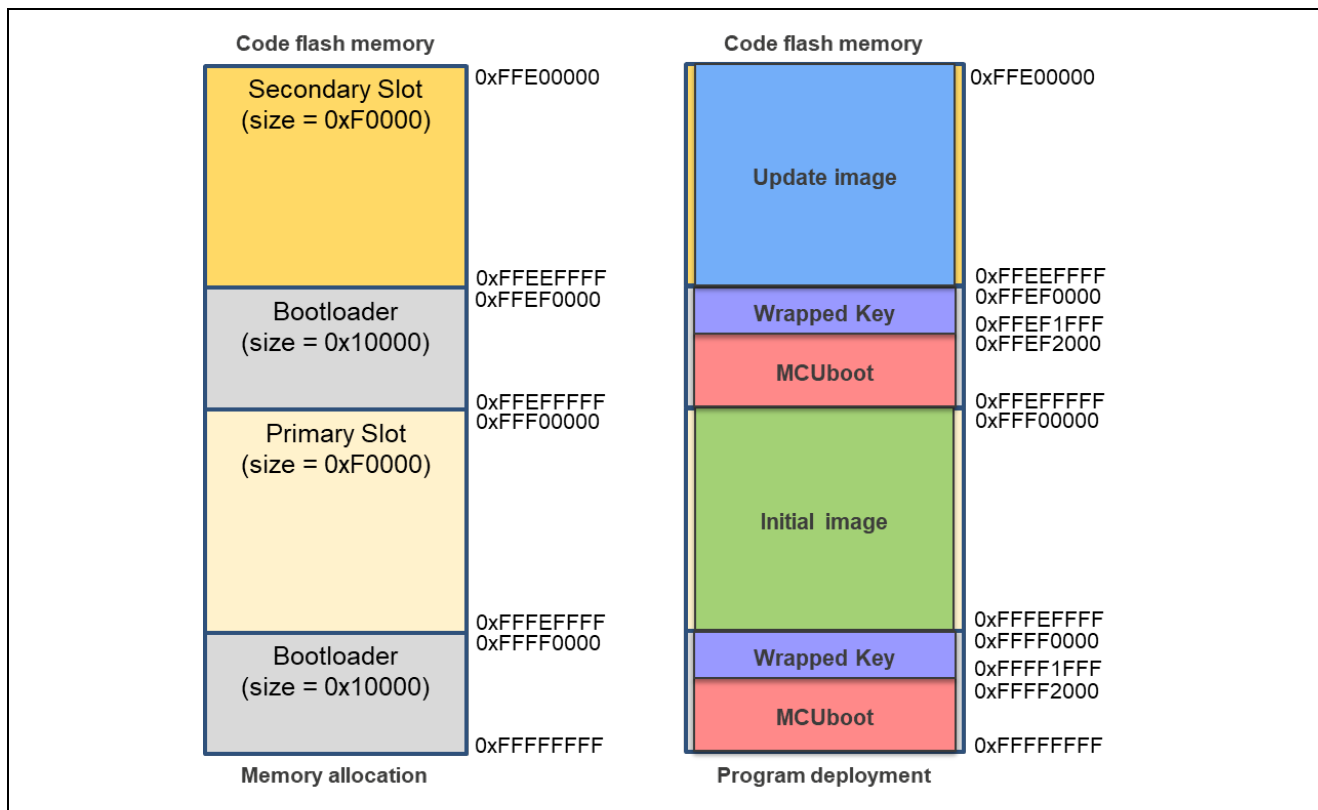 Code flash memory
Secondary Slot
(size = 0xF0000)
0xFFE00000
0xFFEEFFFF
0xFFEF0000
Bootloader
(size = 0x10000)
0xFFEFFFFF
0xFFF00000
Primary Slot
(size = 0xF0000)
0xFFFEFFFF
0xFFFF0000
Bootloader
(size = 0x10000)
0xFFFFFFFF
Memory allocation
Code flash memory
0xFFE00000
Update image
0xFFEEFFFF
0xFFEF0000
Wrapped Key
0xFFEF1FFF
0xFFEF2000
MCUboot
0xFFEFFFFF
0xFFF00000
Initial image
0xFFFEFFFF
0xFFFF0000
Wrapped Key
0xFFFF1FFF
0xFFFF2000
MCUboot
0xFFFFFFFF
Program deployment